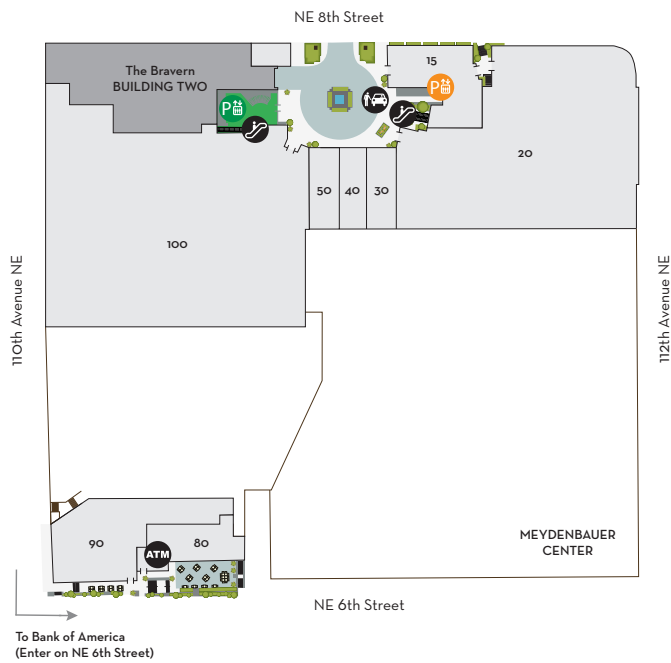 NE 8th Street
The Bravern
BUILDING TWO
15
P
P
20
50 40 30
100
110th Avenue NE
112th Avenue NE
MEYDENBAUER
CENTER
90
ATM
80
NE 6th Street
To Bank of America
(Enter on NE 6th Street)